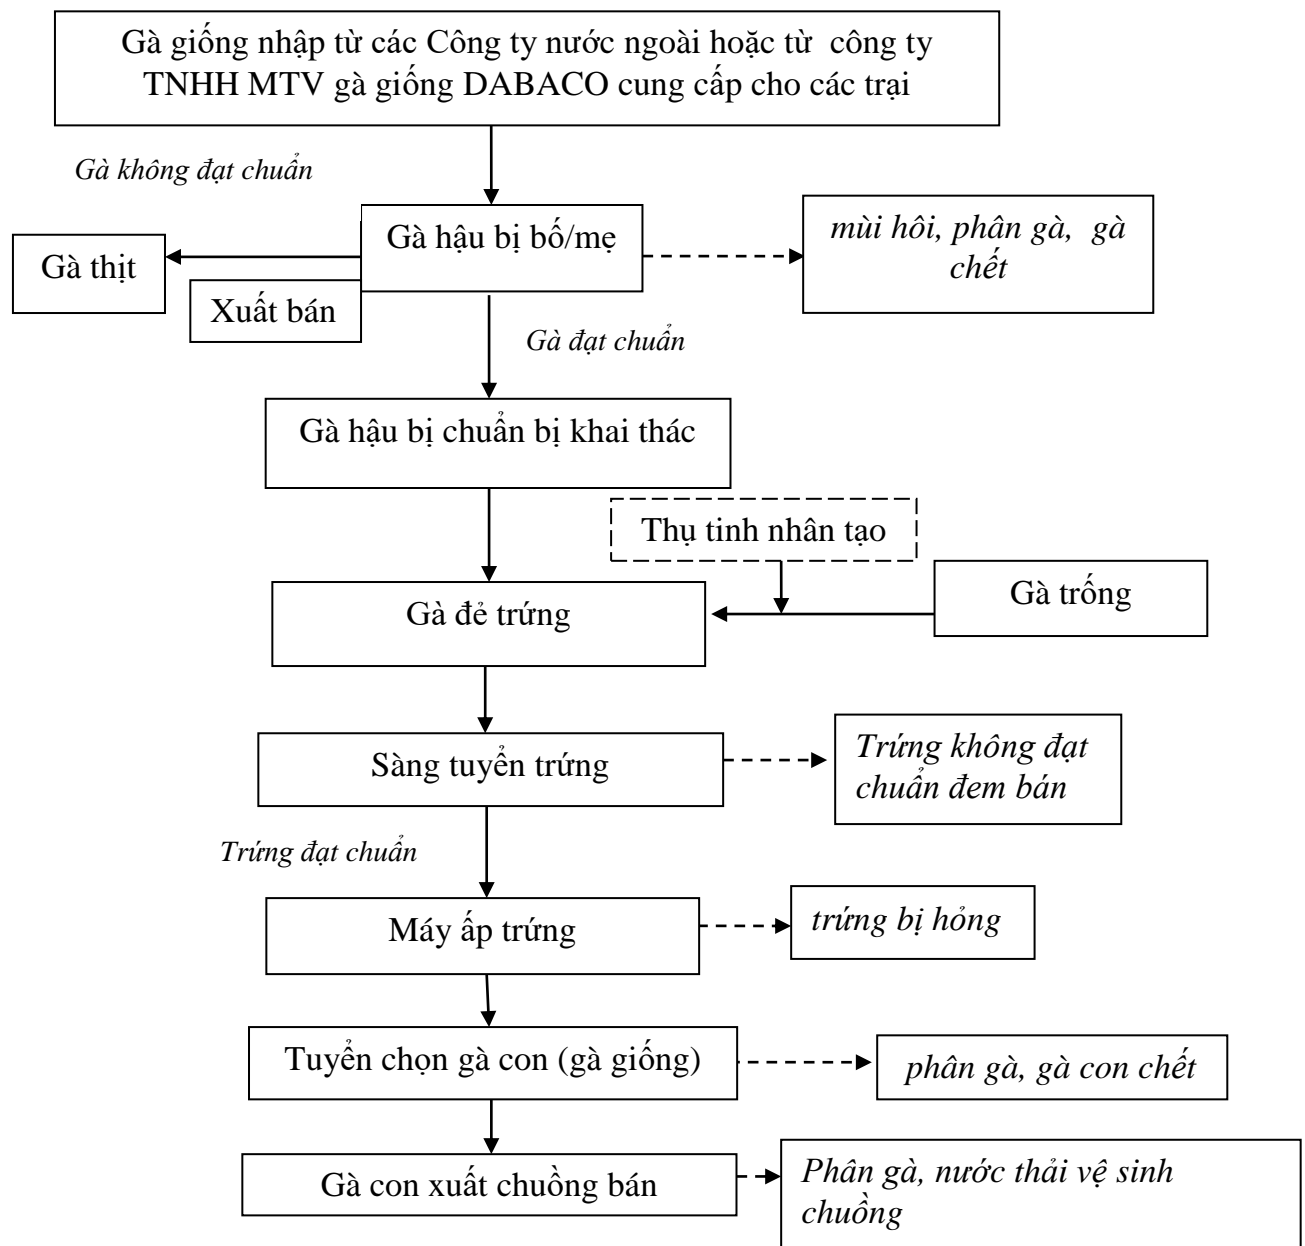 Gà giống nhập từ các Công ty nước ngoài hoặc từ công ty
TNHH MTV gà giống DABACO cung cấp cho các trại
Gà không đạt chuẩn
Gà hậu bị bố/mẹ
mùi hôi, phân gà, gà
chết
Gà thịt
Xuất bán
Gà đạt chuẩn
Gà hậu bị chuẩn bị khai thác
Thụ tinh nhân tạo
Gà trống
Gà đẻ trứng
Sàng tuyển trứng
Trứng không đạt
chuẩn đem bán
Trứng đạt chuẩn
Máy ấp trứng
trứng bị hỏng
Tuyển chọn gà con (gà giống)
phân gà, gà con chết
Gà con xuất chuồng bán
Phân gà, nước thải vệ sinh
chuồng